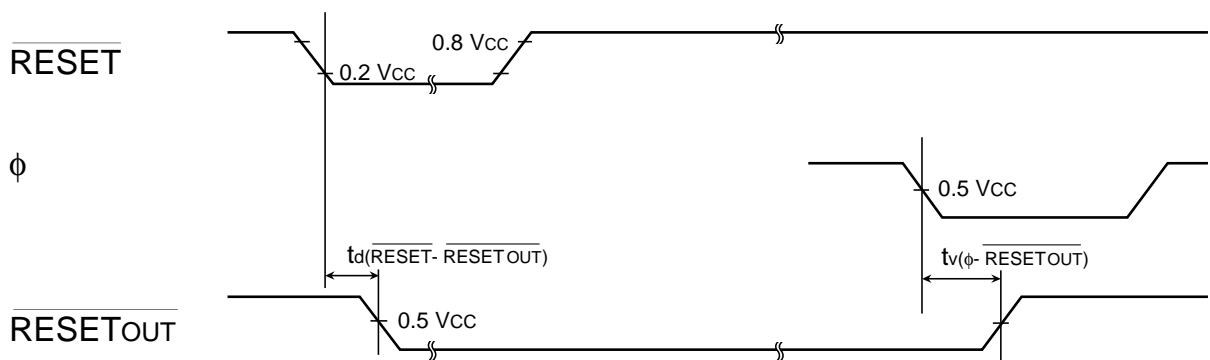 RESET
0.8 VCC
0.2 VCC
ϕ
0.5 VCC
td(RESET- RESETOUT)
tv(ϕ- RESETOUT)
RESETOUT
0.5 VCC